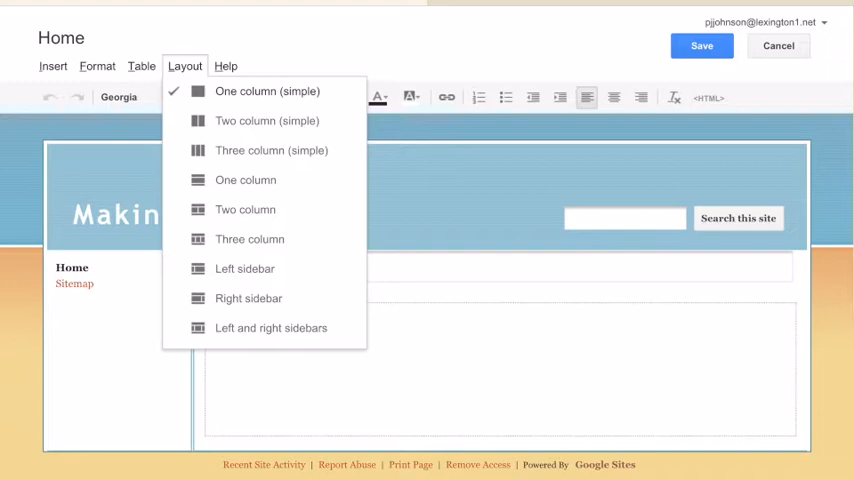 pjjohnson@lexington1.net
Home
Save Cancel
Insert Format Table Layout Help
Georgia
<HTML>
One column (simple)
Two column (simple)
Three column (simple)
One column
Two column
Three column
Left sidebar
Right sidebar
Left and right sidebars
Makin
Search this site
Home
Sitemap
Recent Site Activity | Report Abuse | Print Page | Remove Access | Powered By Google Sites